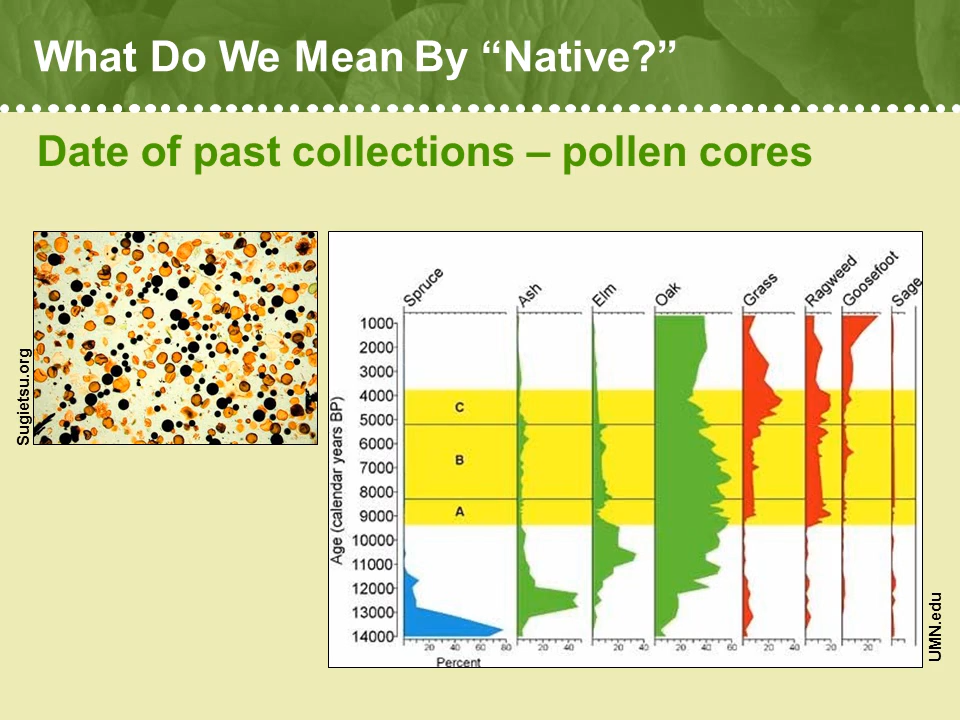 What Do We Mean By “Native?”
Date of past collections – pollen cores
Sugietsu.org
Spruce
Ash
Elm
Oak
Grass
Ragweed
Goosefoot
Sage
Age (calendar years BP)
1000
2000
3000
4000
5000
6000
7000
8000
9000
10000
11000
12000
13000
14000
C
B
A
20 40 60 80 20 40 20 40 20 40 60 20 40 20 20
Percent
UMN.edu